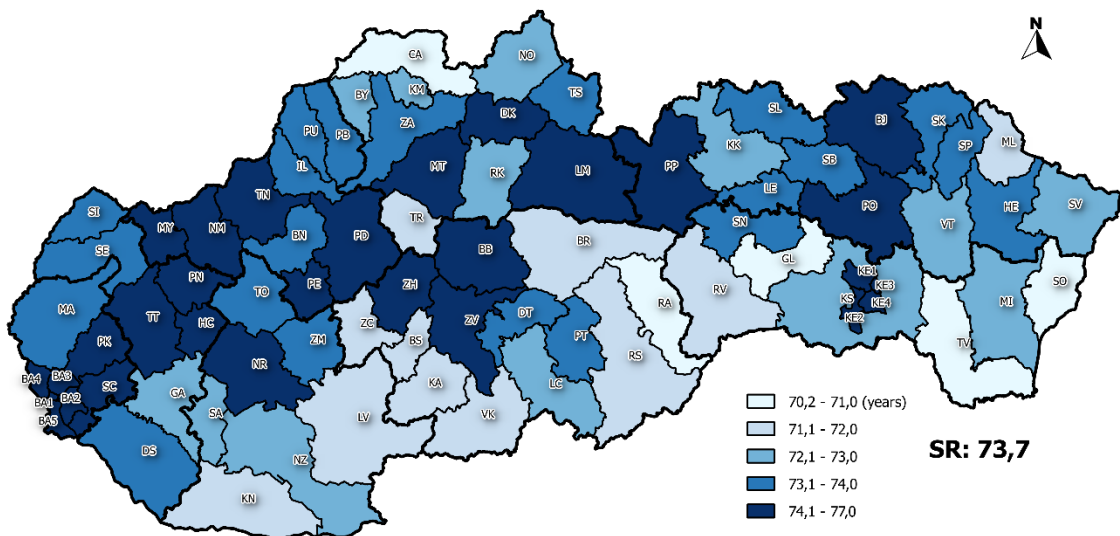 N
CA
NO
BY
KM
TS
PU
PB
ZA
DK
SL
BJ
SK
SP
ML
IL
MT
RK
LM
PP
KK
SB
LE
PO
VT
HE
SV
SI
SE
MY
NM
TN
BN
PD
TR
BB
BR
SN
GL
RV
RA
PN
TO
PE
ZH
ZV
DT
PT
RS
KS
KE1
KE3
KE4
KE2
MI
SO
TV
MA
TT
HC
ZM
ZC
BS
PK
NR
KA
LC
BA4
BA3
SC
BA1
BA2
BA5
GA
SA
LV
VK
DS
NZ
KN
70,2 - 71,0 (years)
71,1 - 72,0
72,1 - 73,0
73,1 - 74,0
74,1 - 77,0
SR: 73,7